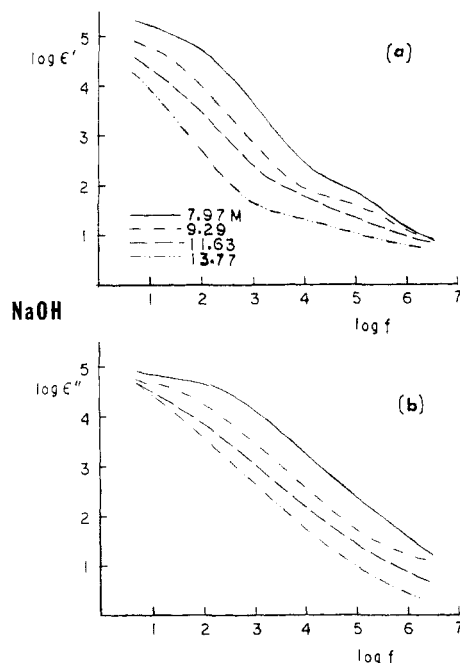 (a)
log ε'
5
4
3
2
1
7.97 M
9.29
11.63
13.77
1 2 3 4 5 6 7
log f
NaOH
(b)
log ε''
5
4
3
2
1
1 2 3 4 5 6 7
log f